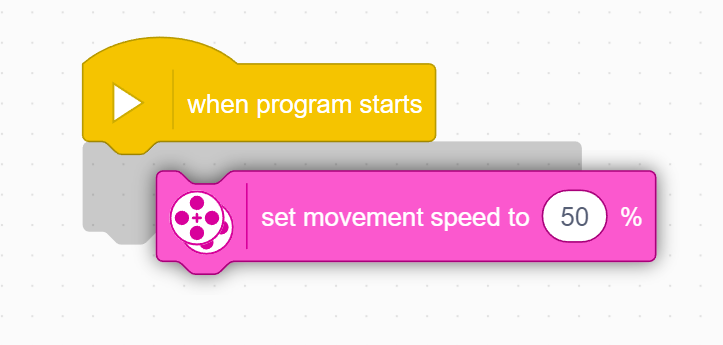 when program starts
set movement speed to 50 %